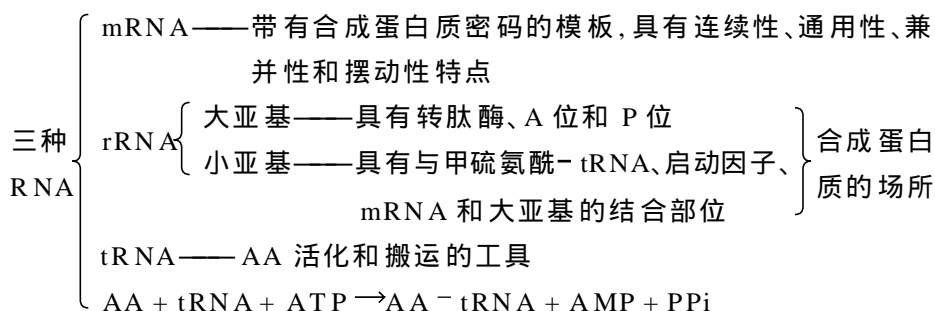 mRNA——带有合成蛋白质密码的模板,具有连续性、通用性、兼
并性和摆动性特点
三种
RNA
rRNA
大亚基——具有转肽酶、A位和P位
小亚基——具有与甲硫氨酰-tRNA、启动因子、
mRNA和大亚基的结合部位
合成蛋白
质的场所
tRNA——AA活化和搬运的工具
AA+tRNA+ATP→AA-tRNA+AMP+PPi